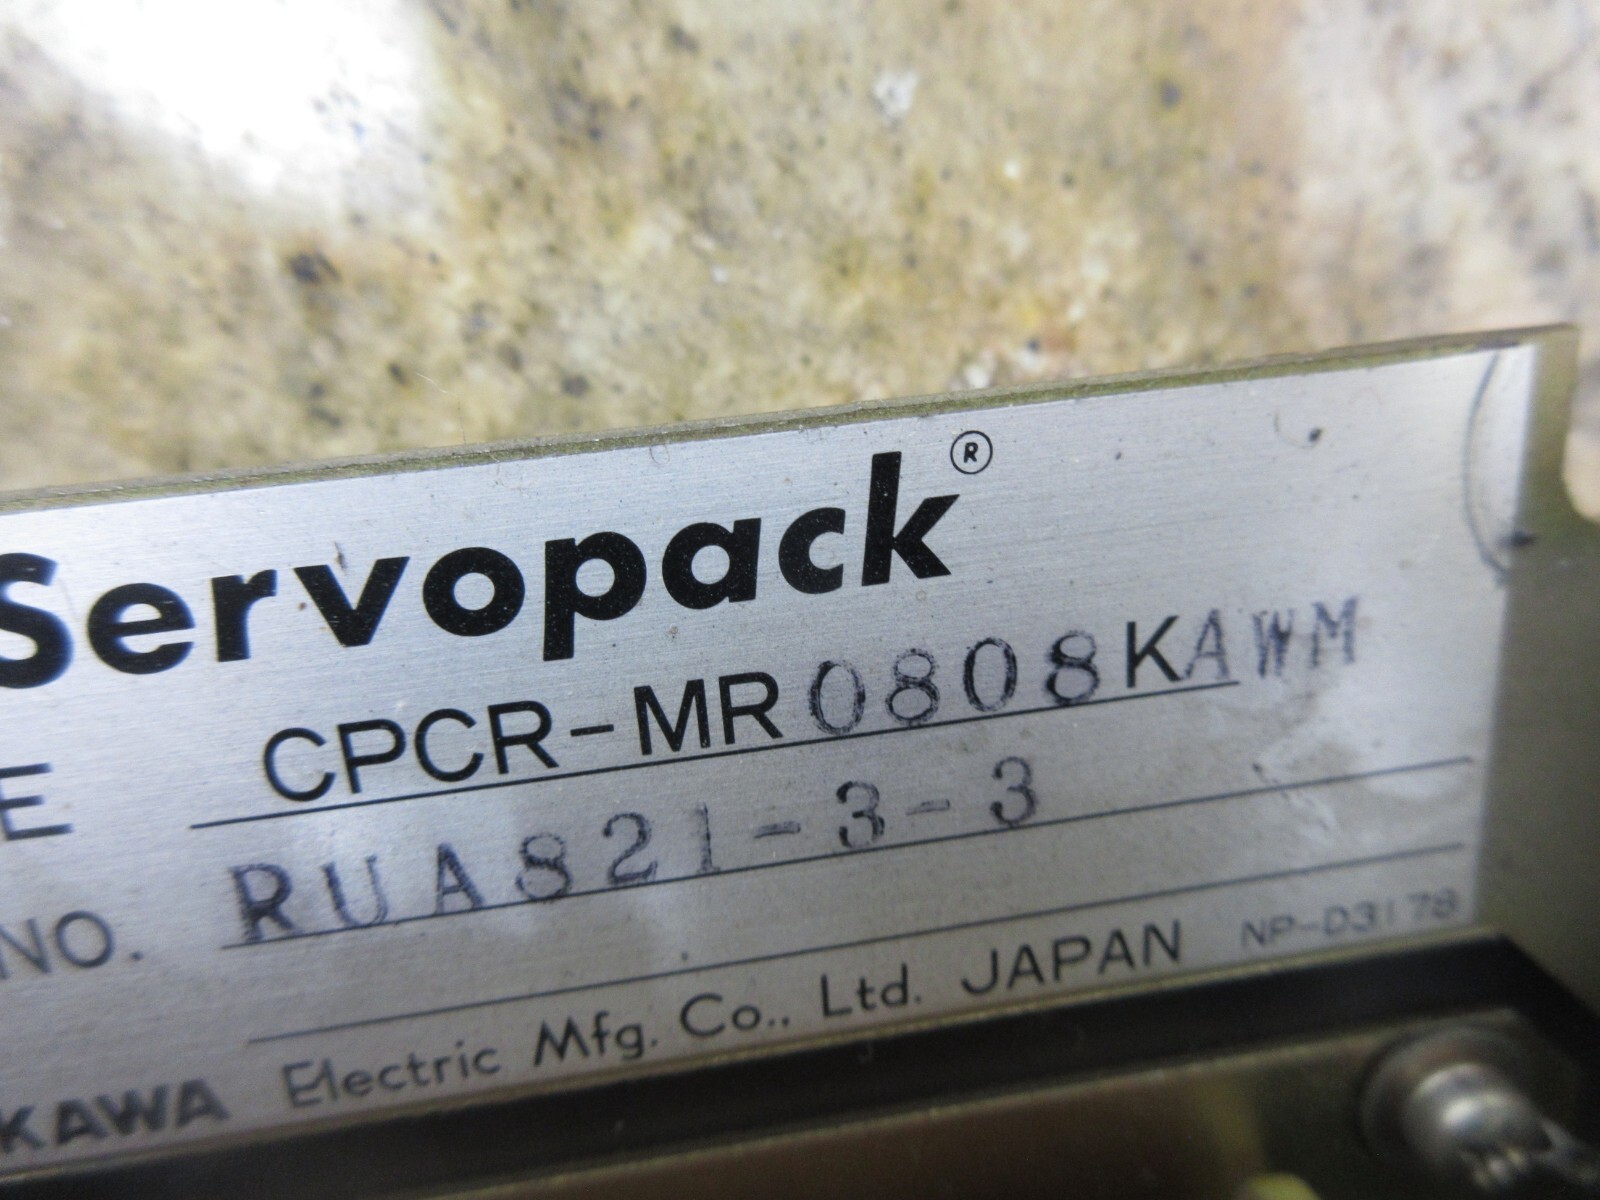 Servopack®
E CPCR-MR0808KAWM
NO. RUA821-3-3
KAWA Electric Mfg. Co., Ltd. JAPAN NP-D3178